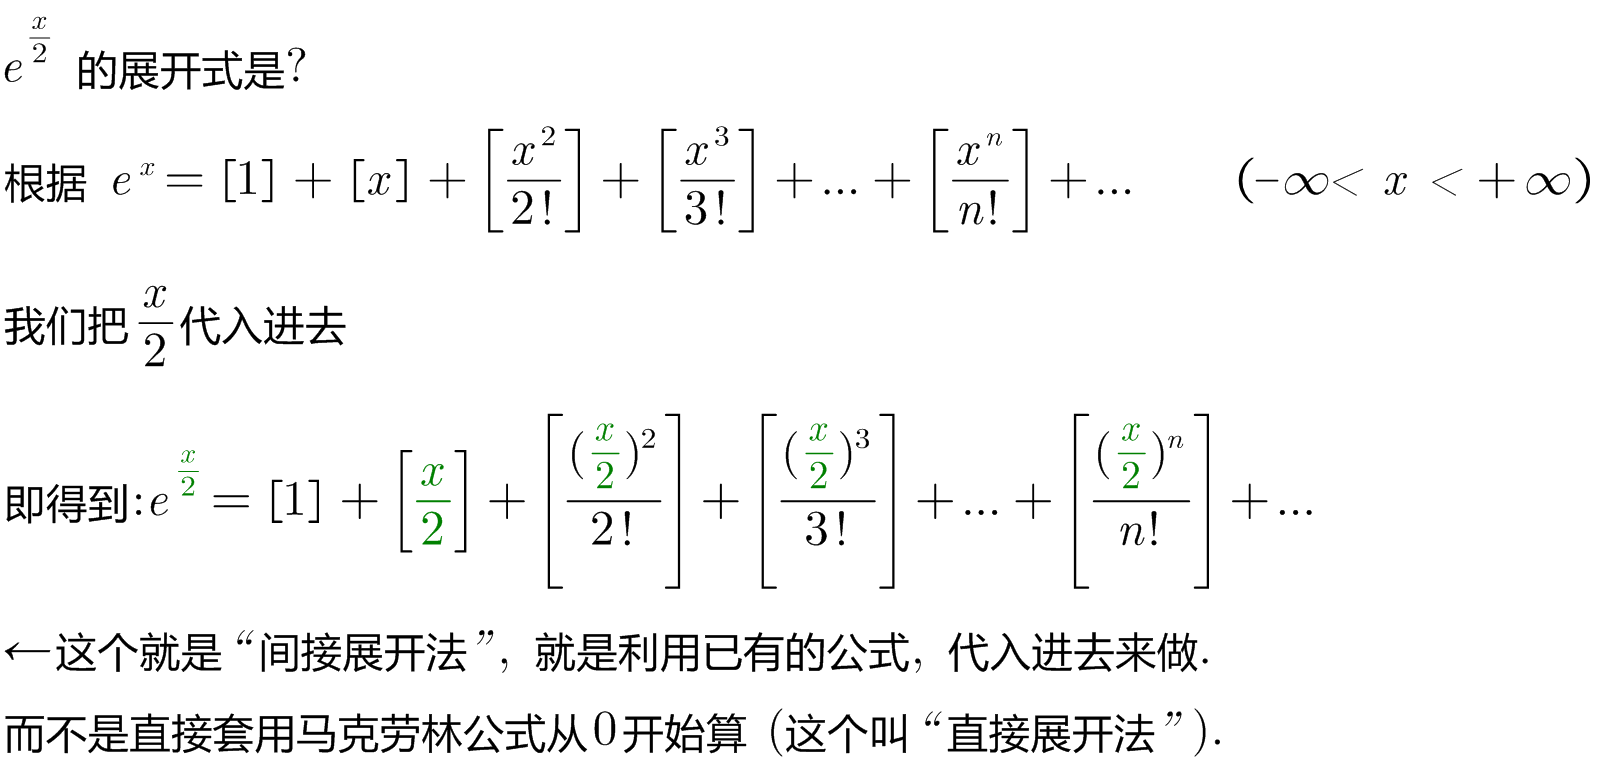 $e^{\frac{x}{2}}$ 的展开式是?
根据 $e^{x} = [1] + [x] + \left[\frac{x^{2}}{2!}\right] + \left[\frac{x^{3}}{3!}\right] + ... + \left[\frac{x^{n}}{n!}\right] + ... \quad (-\infty < x < +\infty)$
我们把 $\frac{x}{2}$ 代入进去
即得到: $e^{\frac{x}{2}} = [1] + \left[\frac{x}{2}\right] + \left[\frac{(\frac{x}{2})^{2}}{2!}\right] + \left[\frac{(\frac{x}{2})^{3}}{3!}\right] + ... + \left[\frac{(\frac{x}{2})^{n}}{n!}\right] + ...$
←这个就是“间接展开法”, 就是利用已有的公式, 代入进去来做.
而不是直接套用马克劳林公式从0开始算 (这个叫“直接展开法”).